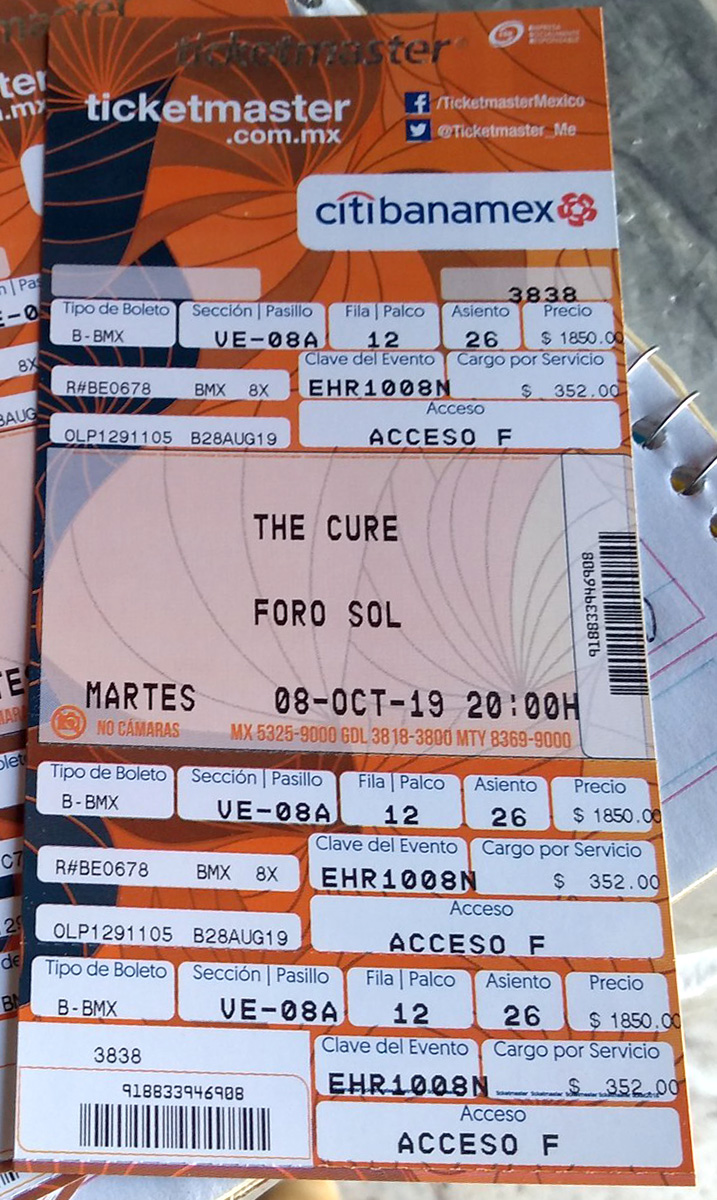 ticketmaster
ticketmaster
.com.mx
/TicketmasterMexico
@Ticketmaster_Me
EMPRESA
SOCIALMENTE
RESPONSABLE
citibanamex
3838
Tipo de Boleto Sección | Pasillo Fila | Palco Asiento Precio
B-BMX VE-08A 12 26 $ 1850.00
Clave del Evento Cargo por Servicio
R#BE0678 BMX 8X EHR1008N $ 352.00
Acceso
OLP1291105 B28AUG19 ACCESO F
THE CURE
FORO SOL
MARTES 08-OCT-19 20:00H
NO CÁMARAS MX 5325-9000 GDL 3818-3800 MTY 8369-9000
918833946908
Tipo de Boleto Sección | Pasillo Fila | Palco Asiento Precio
B-BMX VE-08A 12 26 $ 1850.00
Clave del Evento Cargo por Servicio
R#BE0678 BMX 8X EHR1008N $ 352.00
Acceso
OLP1291105 B28AUG19 ACCESO F
Tipo de Boleto Sección | Pasillo Fila | Palco Asiento Precio
B-BMX VE-08A 12 26 $ 1850.00
Clave del Evento Cargo por Servicio
3838 EHR1008N $ 352.00
918833946908
Acceso
ACCESO F